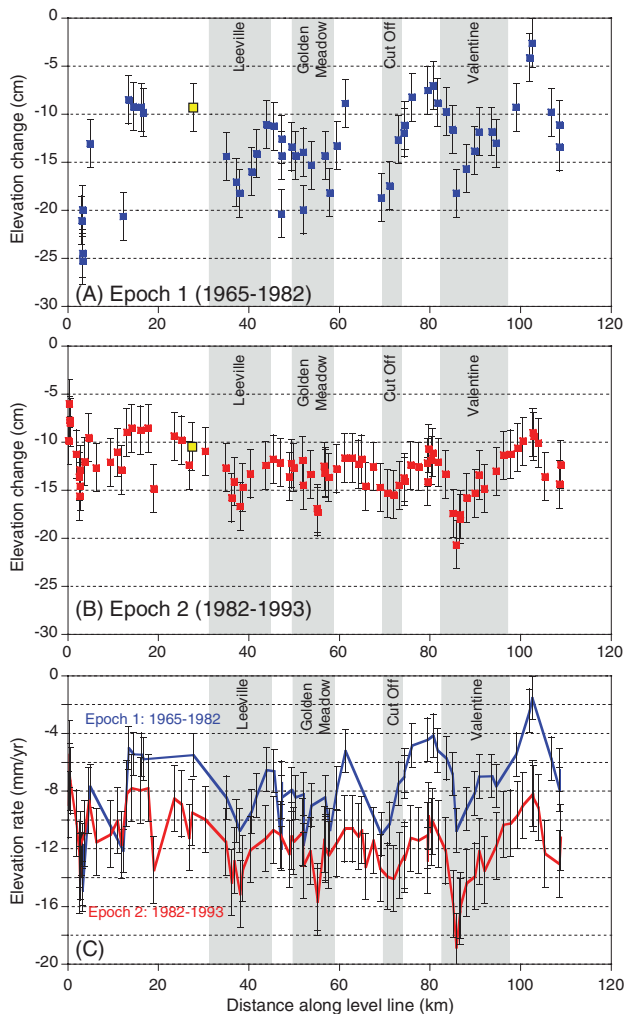 0
-5
-10
-15
-20
-25
-30
Elevation change (cm)
Leeville
Golden
Meadow
Cut Off
Valentine
(A) Epoch 1 (1965-1982)
0 20 40 60 80 100 120
0
-5
-10
-15
-20
-25
-30
Elevation change (cm)
Leeville
Golden
Meadow
Cut Off
Valentine
(B) Epoch 2 (1982-1993)
0 20 40 60 80 100 120
0
-4
-8
-12
-16
-20
Elevation rate (mm/yr)
Leeville
Golden
Meadow
Cut Off
Valentine
Epoch 1: 1965-1982
Epoch 2: 1982-1993
(C)
0 20 40 60 80 100 120
Distance along level line (km)